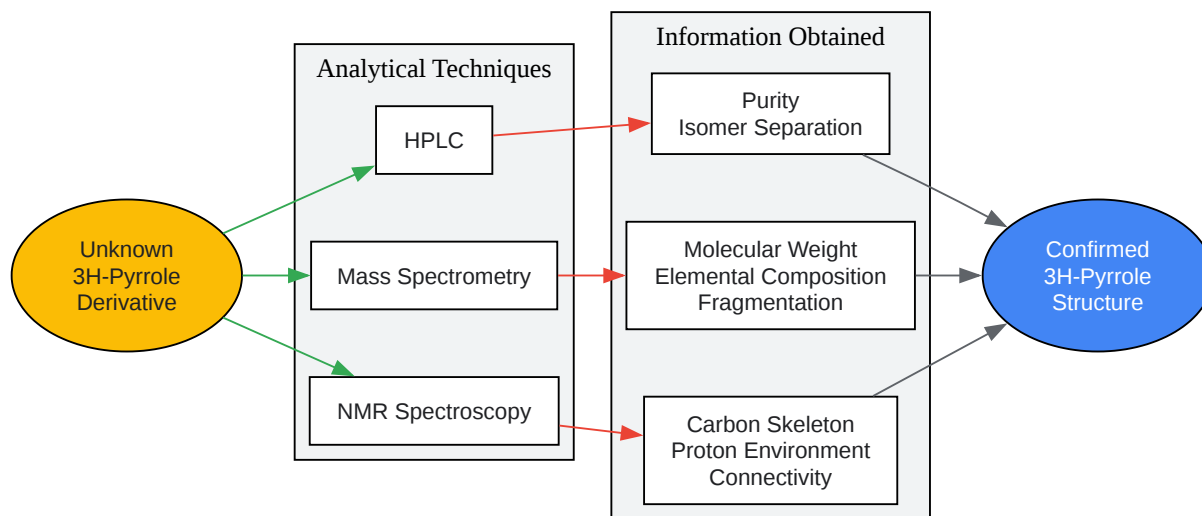 Unknown
3H-Pyrrole
Derivative
Analytical Techniques
HPLC
Mass Spectrometry
NMR Spectroscopy
Information Obtained
Purity
Isomer Separation
Molecular Weight
Elemental Composition
Fragmentation
Carbon Skeleton
Proton Environment
Connectivity
Confirmed
3H-Pyrrole
Structure